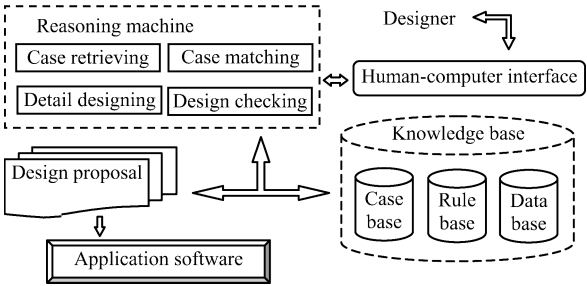 Reasoning machine
Case retrieving
Case matching
Detail designing
Design checking
Designer
Human-computer interface
Design proposal
Application software
Knowledge base
Case
base
Rule
base
Data
base